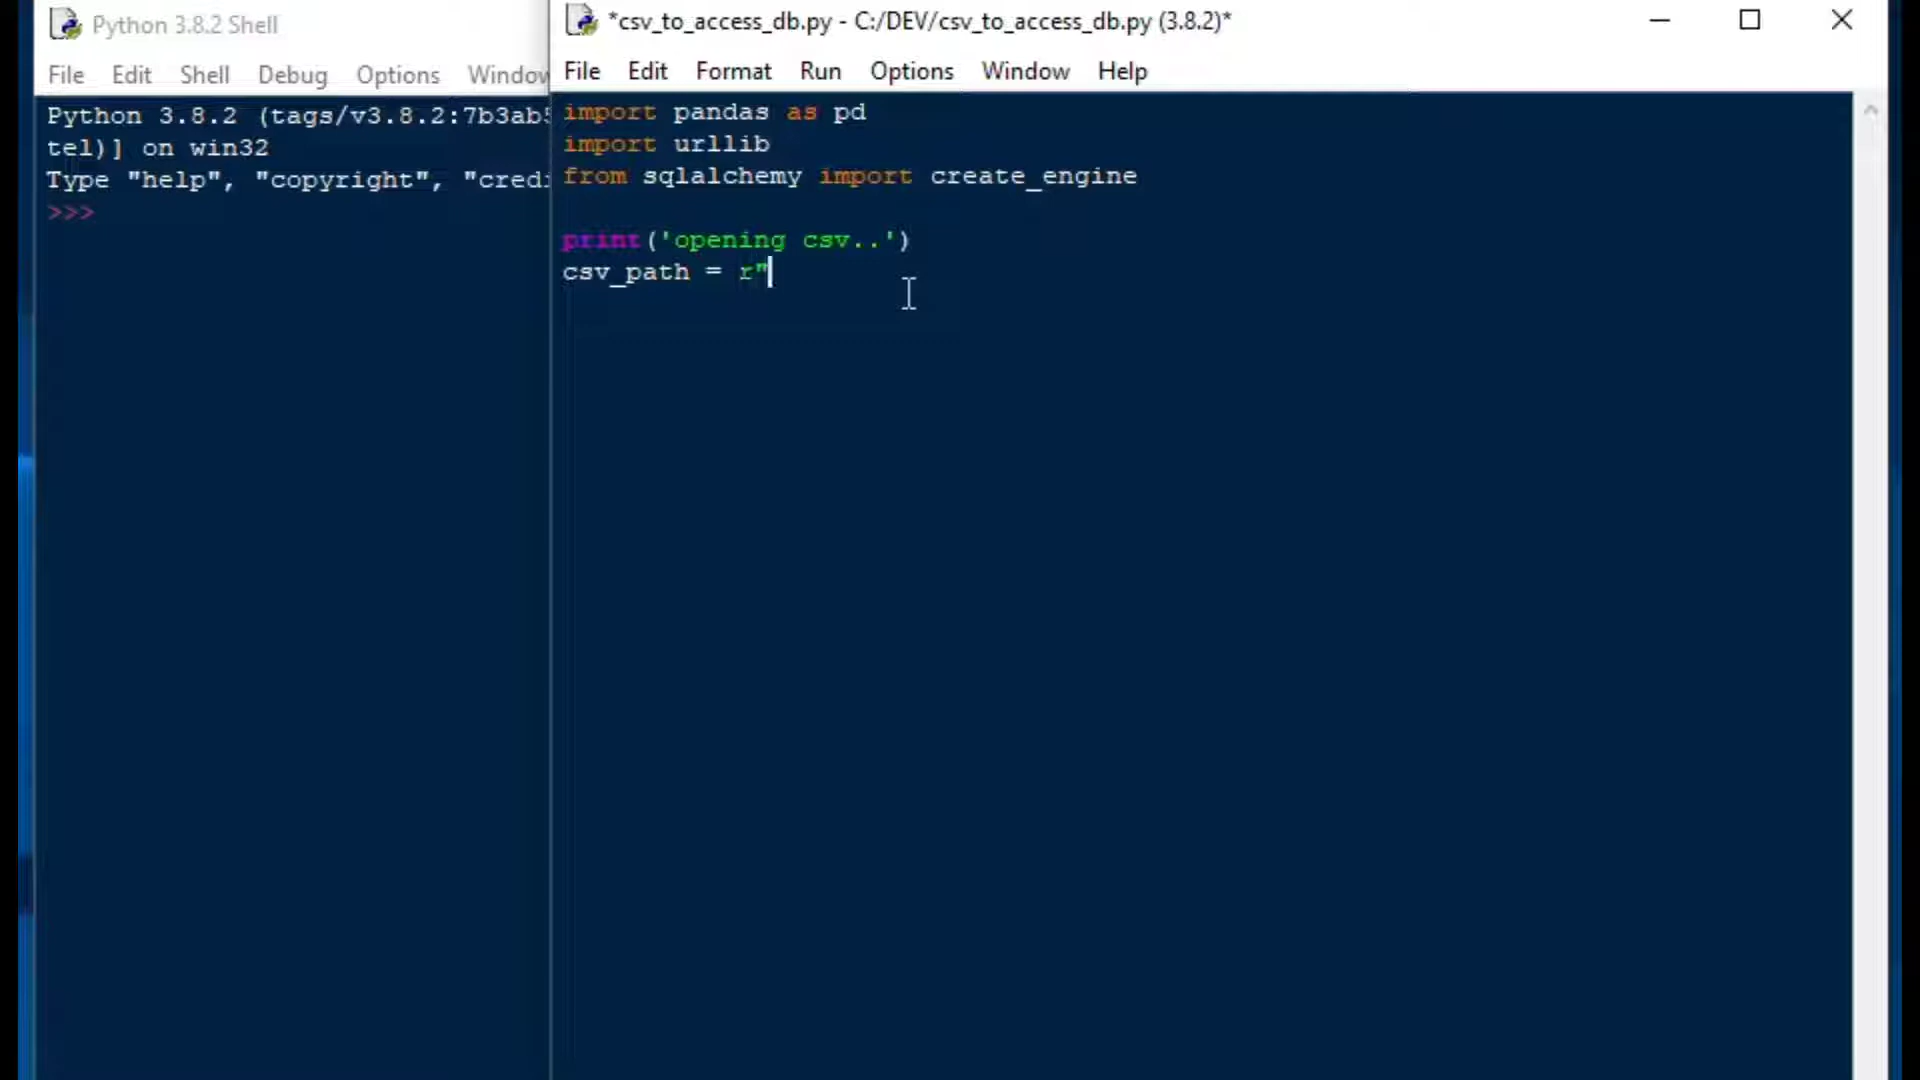 Python 3.8.2 Shell
File Edit Shell Debug Options Window
Python 3.8.2 (tags/v3.8.2:7b3ab5
tel)] on win32
Type "help", "copyright", "credi
>>>
*csv_to_access_db.py - C:/DEV/csv_to_access_db.py (3.8.2)*
File Edit Format Run Options Window Help
import pandas as pd
import urllib
from sqlalchemy import create_engine
print('opening csv..')
csv_path = r"